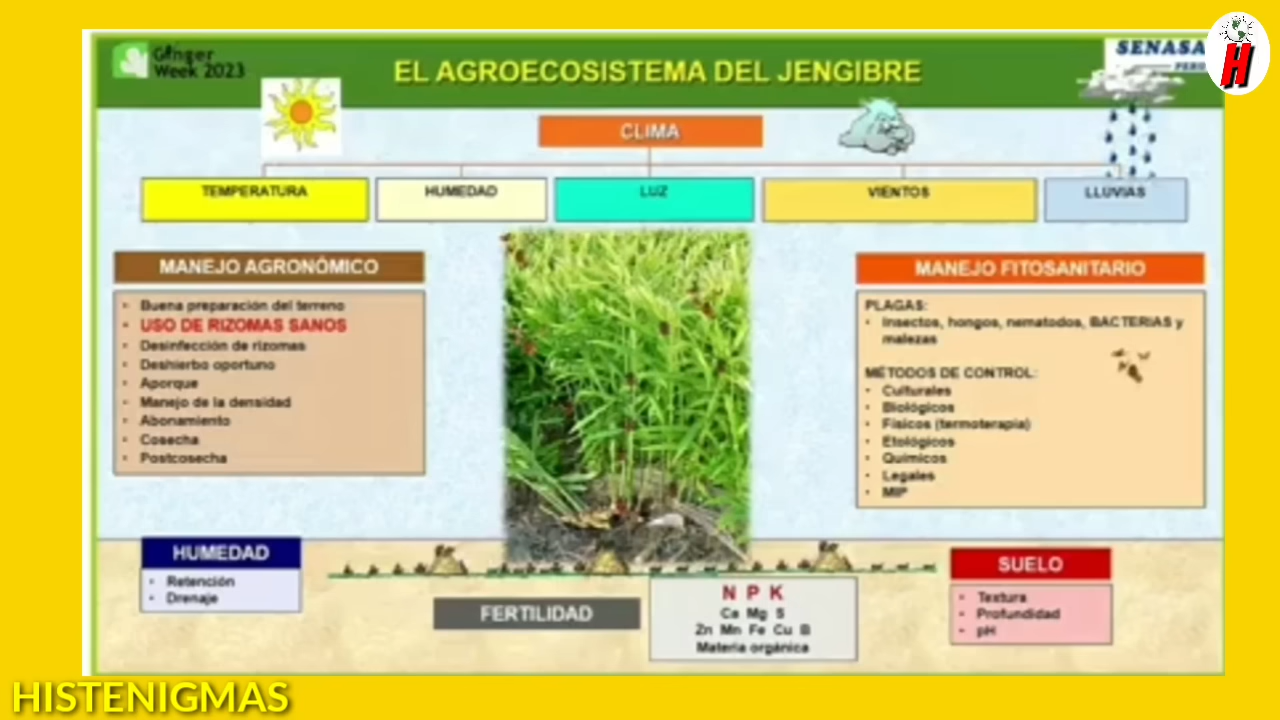 Ginger
Week 2023
EL AGROECOSISTEMA DEL JENGIBRE
SENASA
PERÚ
H
CLIMA
TEMPERATURA
HUMEDAD
LUZ
VIENTOS
LLUVIAS
MANEJO AGRONÓMICO
• Buena preparación del terreno
• USO DE RIZOMAS SANOS
• Desinfección de rizomas
• Deshierbo oportuno
• Aporque
• Manejo de la densidad
• Abonamiento
• Cosecha
• Postcosecha
MANEJO FITOSANITARIO
PLAGAS:
• Insectos, hongos, nematodos, BACTERIAS y
malezas
MÉTODOS DE CONTROL:
• Culturales
• Biológicos
• Físicos (termoterapia)
• Etológicos
• Químicos
• Legales
• MIP
HUMEDAD
• Retención
• Drenaje
FERTILIDAD
N P K
Ca Mg S
Zn Mn Fe Cu B
Materia orgánica
SUELO
• Textura
• Profundidad
• pH
HISTENIGMAS